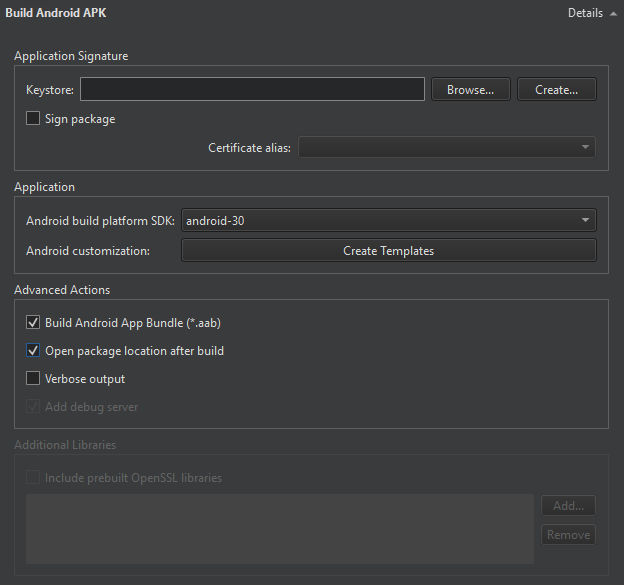 Build Android APK Details
Application Signature
Keystore: Browse... Create...
Sign package
Certificate alias:
Application
Android build platform SDK: android-30
Android customization: Create Templates
Advanced Actions
Build Android App Bundle (*.aab)
Open package location after build
Verbose output
Add debug server
Additional Libraries
Include prebuilt OpenSSL libraries
Add...
Remove